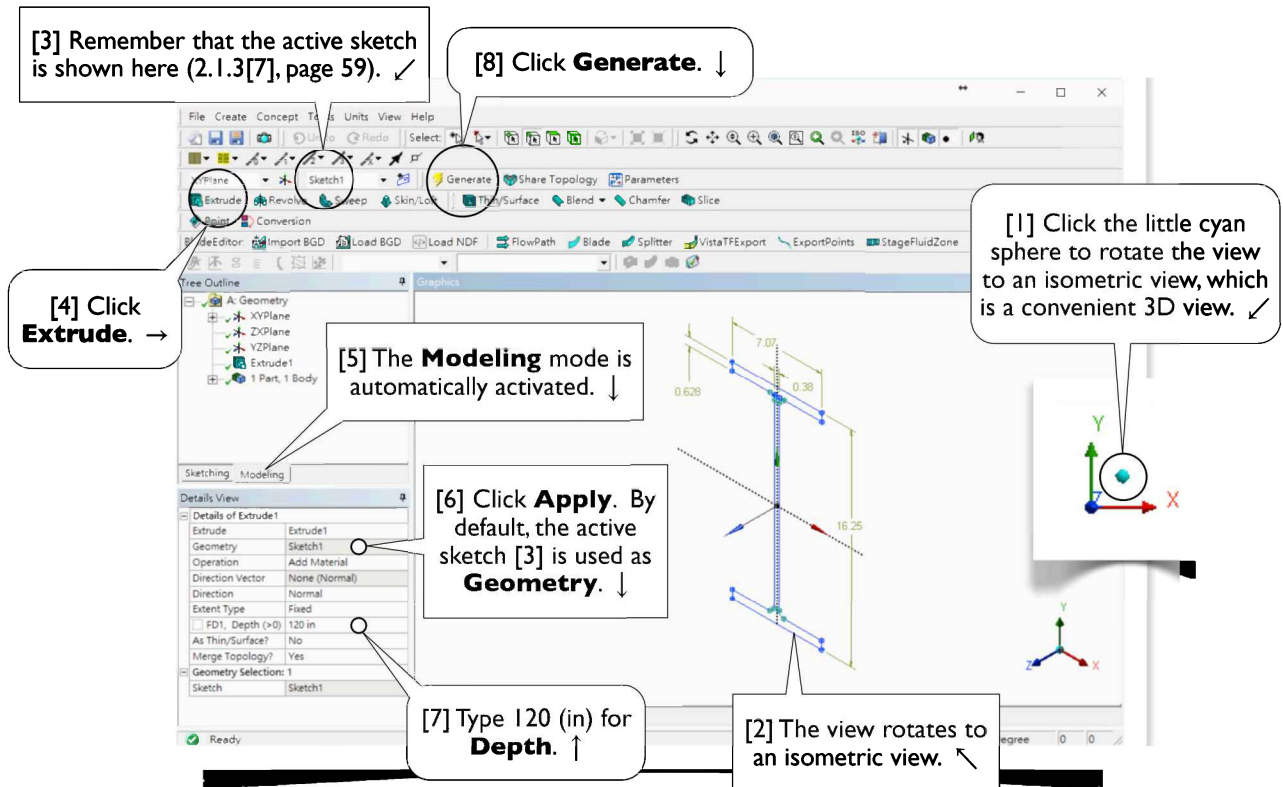 [3] Remember that the active sketch
is shown here (2.1.3[7], page 59). ↙
[8] Click Generate. ↓
File Create Concept Units View Help
Redo Select:
XYPlane Sketch1 Generate Share Topology Parameters
Extrude Revolve Sweep Skin/Loft Thin/Surface Blend Chamfer Slice
Point Conversion
BladeEditor: Import BGD Load BGD Load NDF FlowPath Blade Splitter VistaTFExport ExportPoints StageFluidZone
[1] Click the little cyan
sphere to rotate the view
to an isometric view, which
is a convenient 3D view. ↙
[4] Click
Extrude. →
Tree Outline
A: Geometry
XYPlane
ZXPlane
YZPlane
Extrude1
1 Part, 1 Body
Graphics
[5] The Modeling mode is
automatically activated. ↓
7.07
0.38
0.628
16.25
Y
Z
X
Sketching Modeling
Details View
Details of Extrude1
Extrude Extrude1
Geometry Sketch1
Operation Add Material
Direction Vector None (Normal)
Direction Normal
Extent Type Fixed
FD1, Depth (>0) 120 in
As Thin/Surface? No
Merge Topology? Yes
Geometry Selection: 1
Sketch Sketch1
[6] Click Apply. By
default, the active
sketch [3] is used as
Geometry. ↓
Y
Z
X
[7] Type 120 (in) for
Depth. ↑
[2] The view rotates to
an isometric view. ↖
Ready
egree 0 0